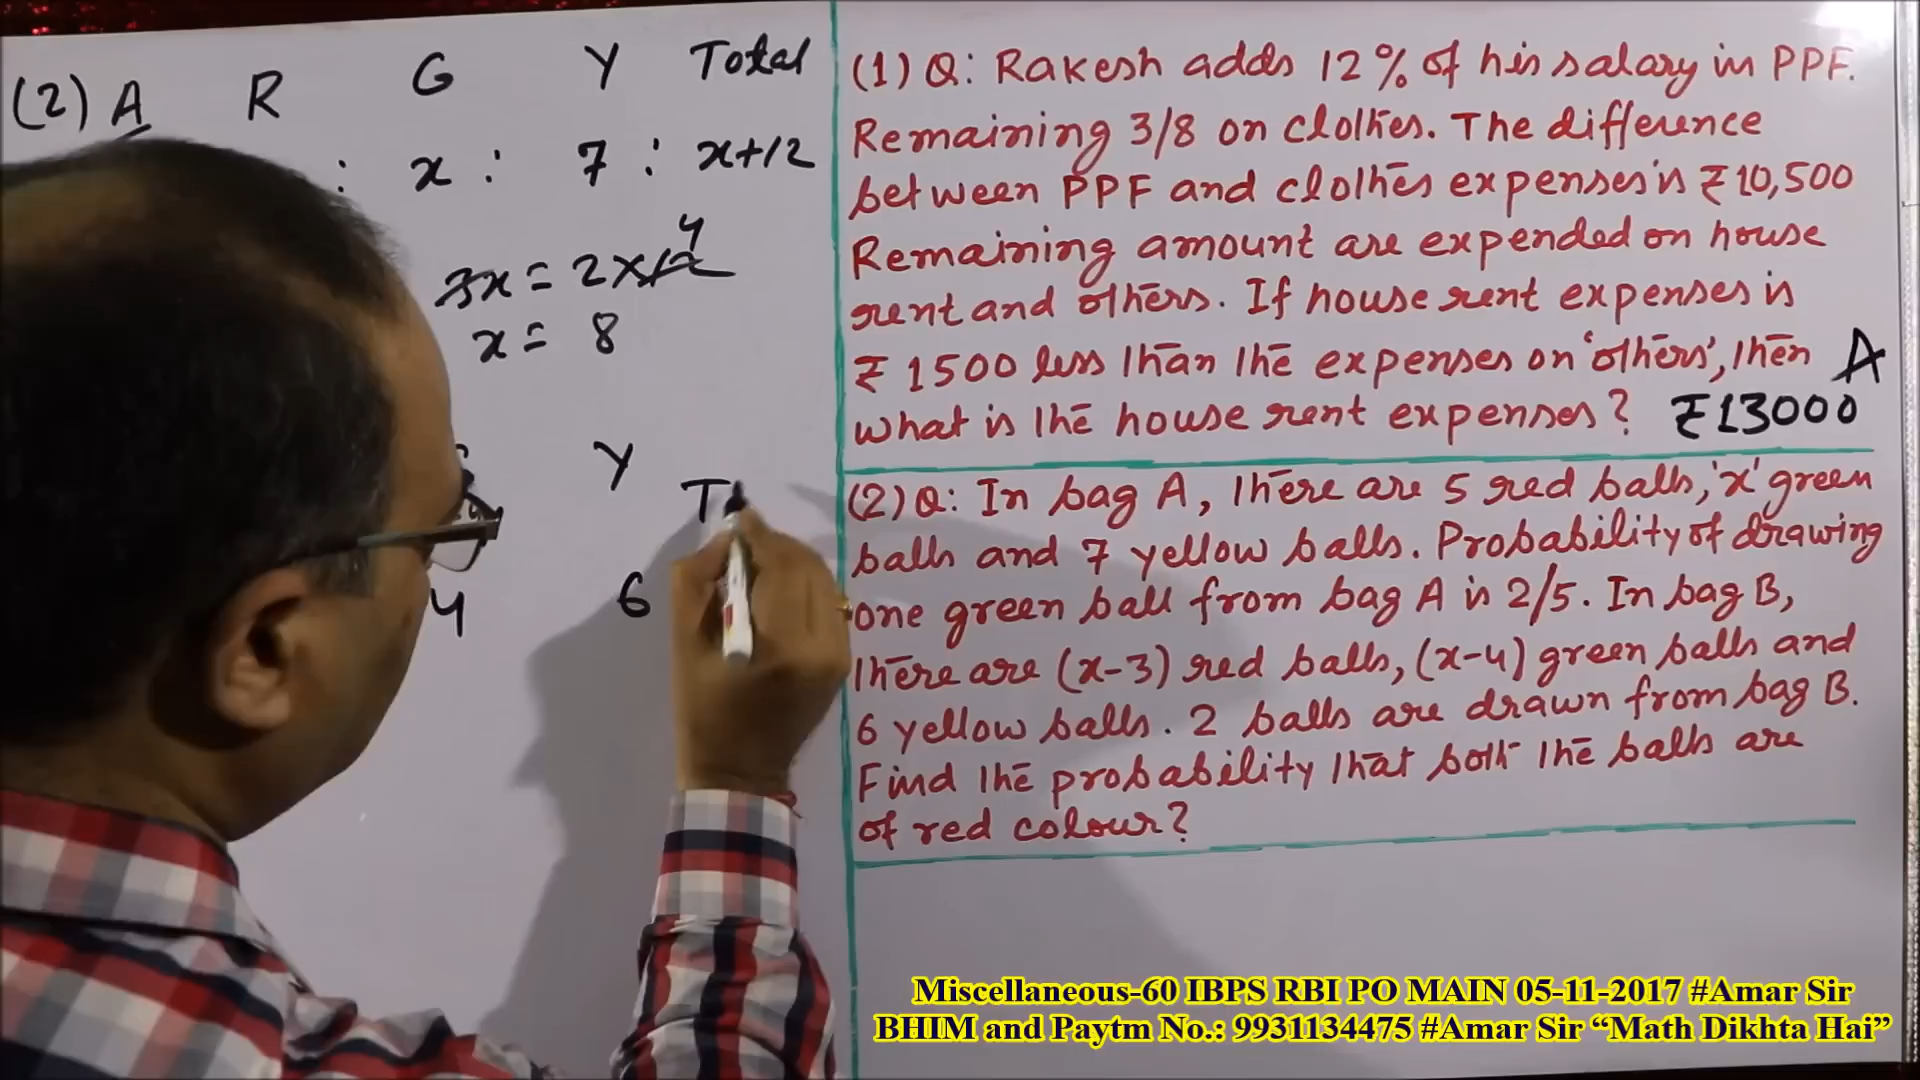 (2) A R G Y Total
: x : 7 : x+12
4
3x = 2x12
x = 8
Y
T
4 6
(1) Q: Rakesh adds 12% of his salary in PPF.
Remaining 3/8 on clothes. The difference
between PPF and clothes expenses is ₹10,500
Remaining amount are expended on house
rent and others. If house rent expenses is
₹ 1500 less than the expenses on 'others', then A
what is the house rent expenses? ₹13000
(2) Q: In bag A, there are 5 red balls, 'x' green
balls and 7 yellow balls. Probability of drawing
one green ball from bag A is 2/5. In bag B,
there are (x-3) red balls, (x-4) green balls and
6 yellow balls. 2 balls are drawn from bag B.
Find the probability that both the balls are
of red colour?
Miscellaneous-60 IBPS RBI PO MAIN 05-11-2017 #Amar Sir
BHIM and Paytm No.: 9931134475 #Amar Sir “Math Dikhta Hai”